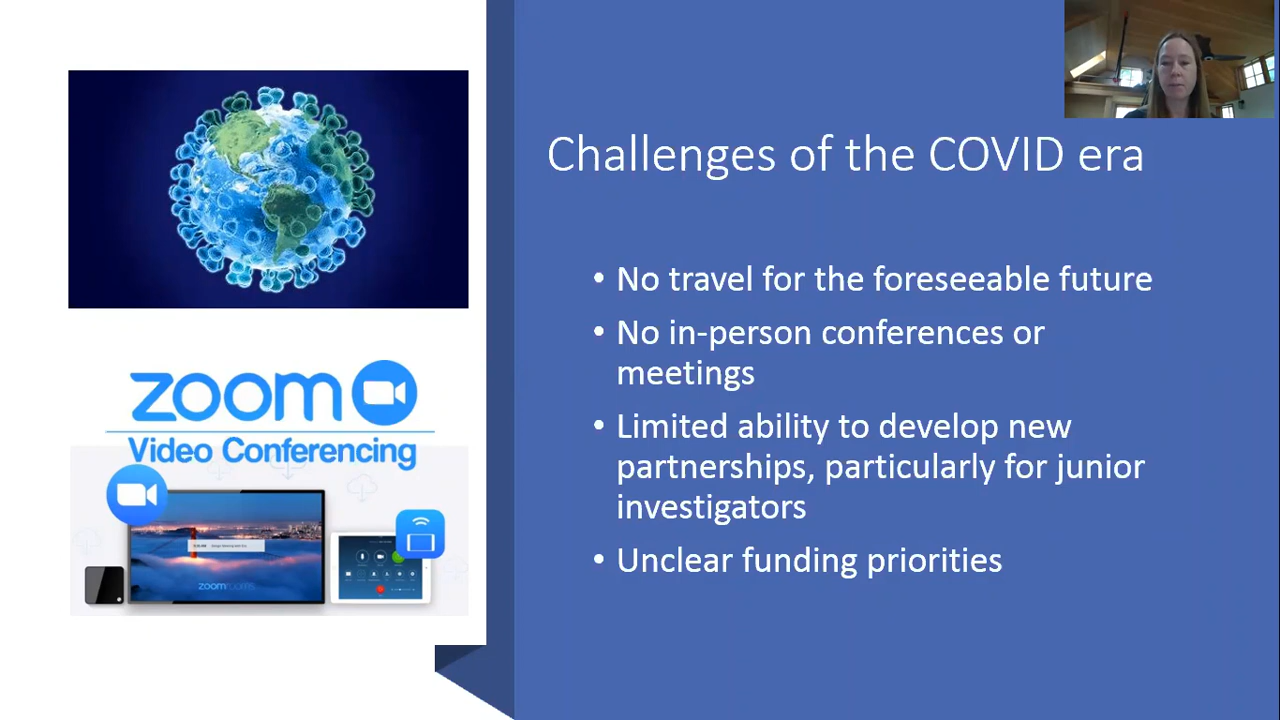 Challenges of the COVID era
• No travel for the foreseeable future
• No in-person conferences or
meetings
• Limited ability to develop new
partnerships, particularly for junior
investigators
• Unclear funding priorities
zoom
Video Conferencing
zoomrooms